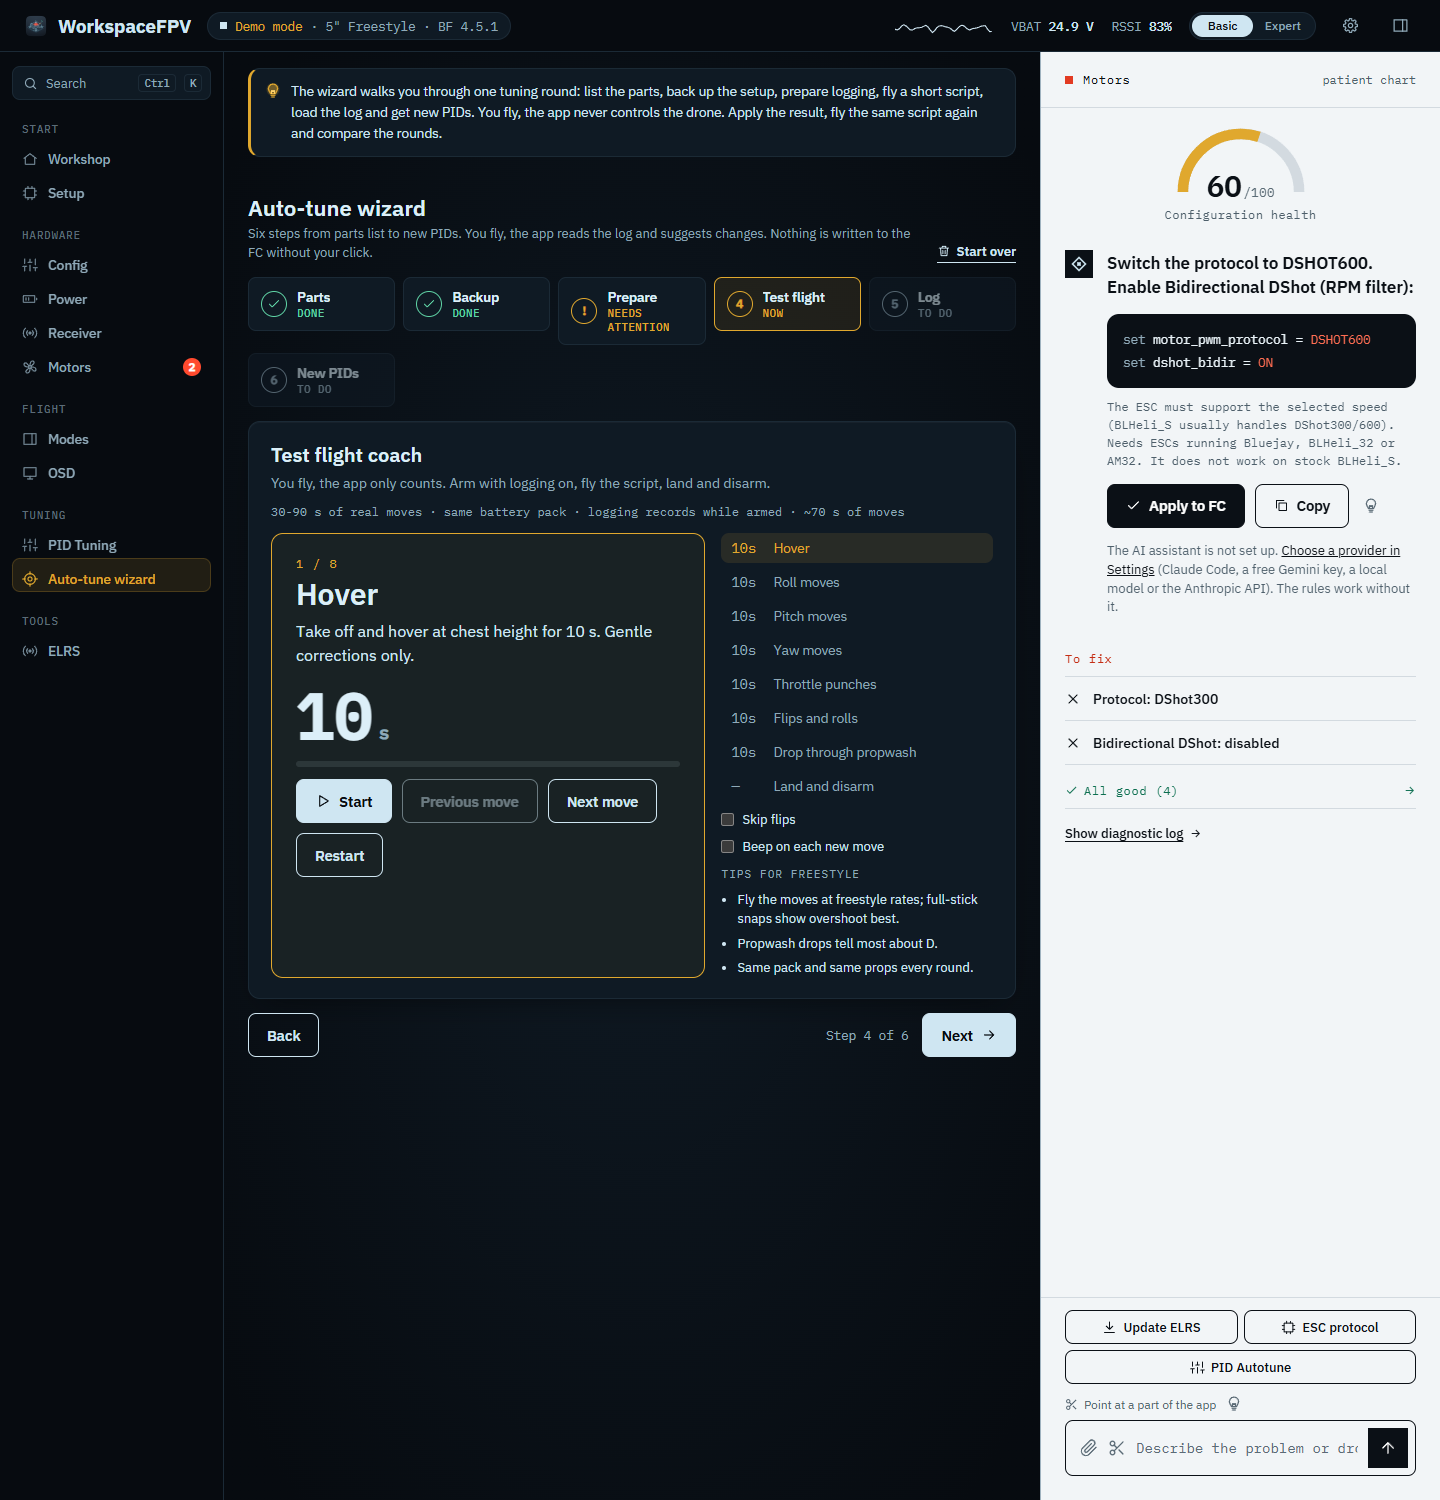 WorkspaceFPV
Demo mode · 5" Freestyle · BF 4.5.1
VBAT 24.9 V
RSSI 83%
Basic
Expert
Search
Ctrl
K
START
Workshop
Setup
HARDWARE
Config
Power
Receiver
Motors
2
FLIGHT
Modes
OSD
TUNING
PID Tuning
Auto-tune wizard
TOOLS
ELRS
The wizard walks you through one tuning round: list the parts, back up the setup, prepare logging, fly a short script,
load the log and get new PIDs. You fly, the app never controls the drone. Apply the result, fly the same script again
and compare the rounds.
Auto-tune wizard
Six steps from parts list to new PIDs. You fly, the app reads the log and suggests changes. Nothing is written to the
FC without your click.
Start over
Parts
DONE
Backup
DONE
!
Prepare
NEEDS
ATTENTION
4
Test flight
NOW
5
Log
TO DO
6
New PIDs
TO DO
Test flight coach
You fly, the app only counts. Arm with logging on, fly the script, land and disarm.
30-90 s of real moves · same battery pack · logging records while armed · ~70 s of moves
1 / 8
Hover
Take off and hover at chest height for 10 s. Gentle
corrections only.
10 s
Start
Previous move
Next move
Restart
10s Hover
10s Roll moves
10s Pitch moves
10s Yaw moves
10s Throttle punches
10s Flips and rolls
10s Drop through propwash
— Land and disarm
Skip flips
Beep on each new move
TIPS FOR FREESTYLE
• Fly the moves at freestyle rates; full-stick
snaps show overshoot best.
• Propwash drops tell most about D.
• Same pack and same props every round.
Back
Step 4 of 6
Next
Motors
patient chart
60/100
Configuration health
Switch the protocol to DSHOT600.
Enable Bidirectional DShot (RPM filter):
set motor_pwm_protocol = DSHOT600
set dshot_bidir = ON
The ESC must support the selected speed
(BLHeli_S usually handles DShot300/600).
Needs ESCs running Bluejay, BLHeli_32 or
AM32. It does not work on stock BLHeli_S.
Apply to FC
Copy
The AI assistant is not set up. Choose a provider in
Settings (Claude Code, a free Gemini key, a local
model or the Anthropic API). The rules work without
it.
To fix
Protocol: DShot300
Bidirectional DShot: disabled
All good (4)
Show diagnostic log
Update ELRS
ESC protocol
PID Autotune
Point at a part of the app
Describe the problem or dro